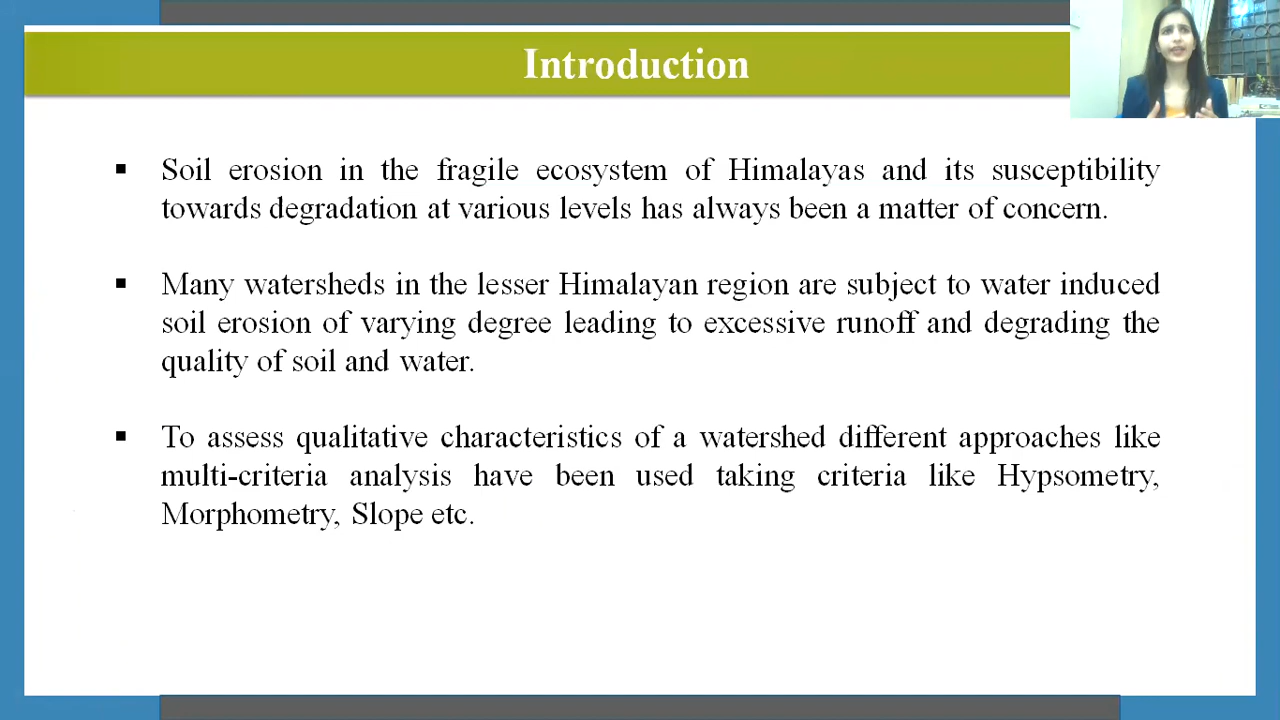 Introduction
▪ Soil erosion in the fragile ecosystem of Himalayas and its susceptibility
towards degradation at various levels has always been a matter of concern.
▪ Many watersheds in the lesser Himalayan region are subject to water induced
soil erosion of varying degree leading to excessive runoff and degrading the
quality of soil and water.
▪ To assess qualitative characteristics of a watershed different approaches like
multi-criteria analysis have been used taking criteria like Hypsometry,
Morphometry, Slope etc.